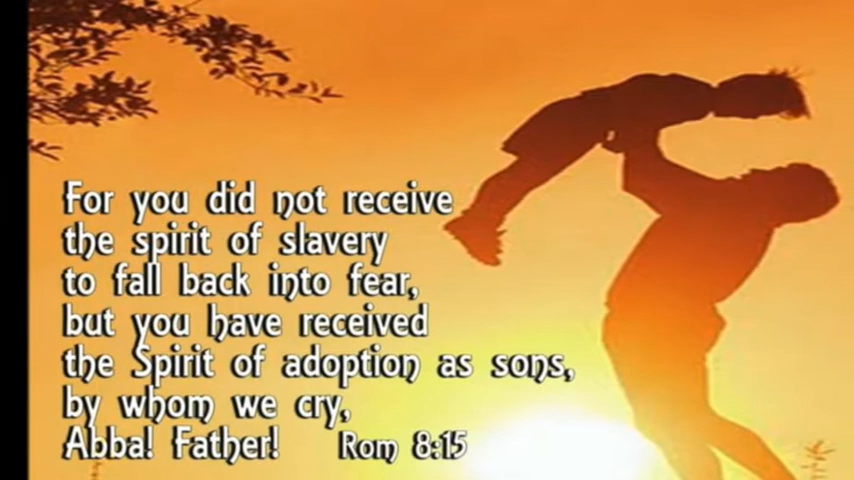 For you did not receive
the spirit of slavery
to fall back into fear,
but you have received
the Spirit of adoption as sons,
by whom we cry,
Abba! Father! Rom 8:15